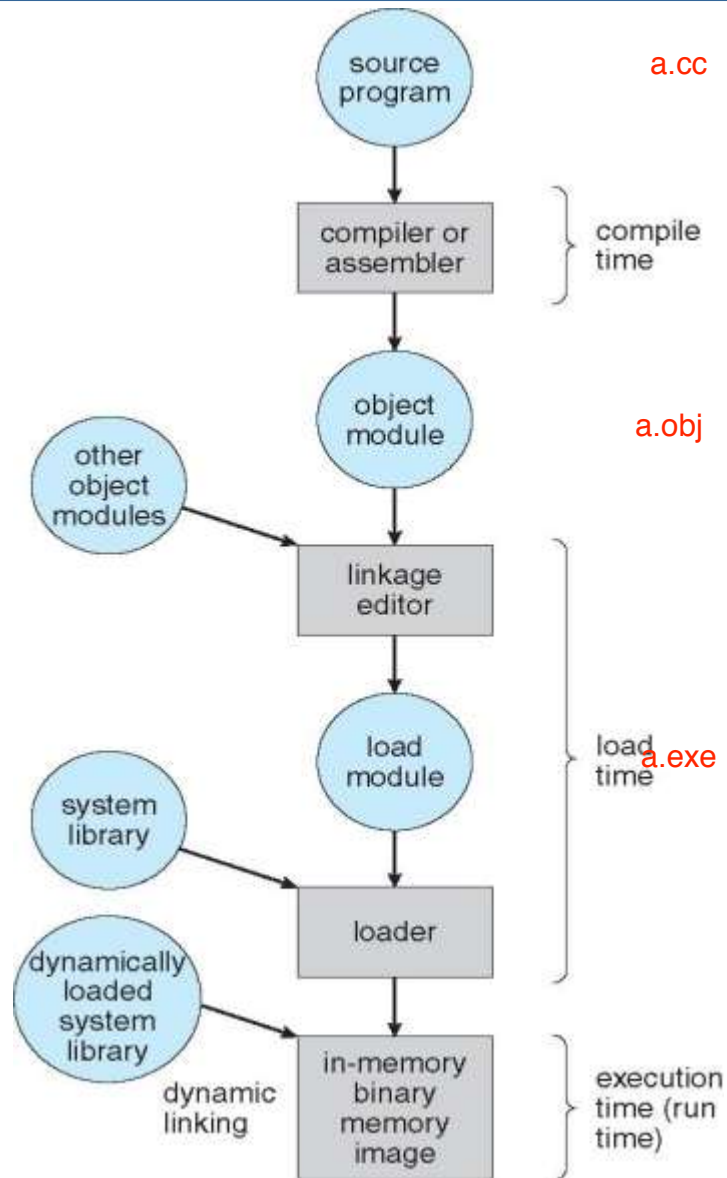 source
program
a.cc
compiler or
assembler
compile
time
object
module
a.obj
other
object
modules
linkage
editor
load
module
load
time
a.exe
system
library
loader
dynamically
loaded
system
library
dynamic
linking
in-memory
binary
memory
image
execution
time (run
time)